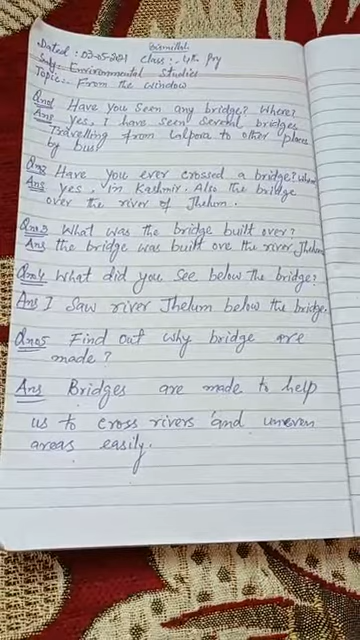 Bismillah
Dated : 03-05-2021 Class :- 4th Pry
Sub:- Environmental Studies
Topic:- From the window
Qno1 Have you seen any bridge? Where?
Ans yes, I have seen several bridges
Travelling from Walpora to other places
by bus
Qno2 Have you ever crossed a bridge? Where
Ans yes, in Kashmir. Also the bridge
over the river of Jhelum.
Qno3 What was the bridge built over?
Ans the bridge was built ove the river Jhelum
Qno4 What did you see below the bridge?
Ans I Saw river Jhelum below the bridge.
Qno5 Find out why bridge are
made?
Ans Bridges are made to help
us to cross rivers and uneven
areas easily.